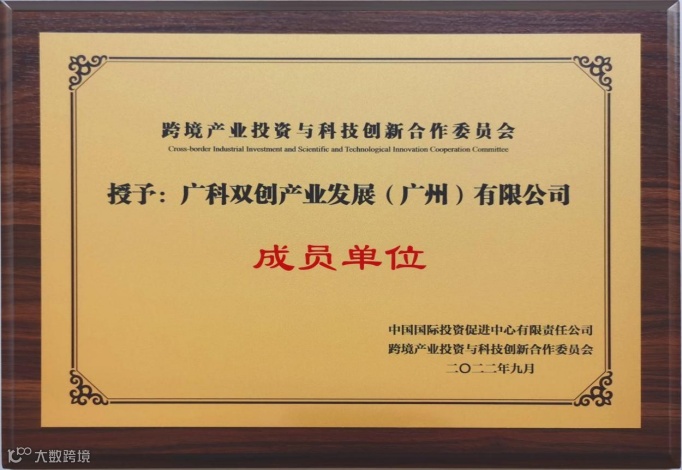 跨境产业投资与科技创新合作委员会
Cross-border Industrial Investment and Scientific and Technological Innovation Cooperation Committee
授予：广科双创产业发展（广州）有限公司
成员单位
中国国际投资促进中心有限责任公司
跨境产业投资与科技创新合作委员会
二〇二二年九月
大数跨境